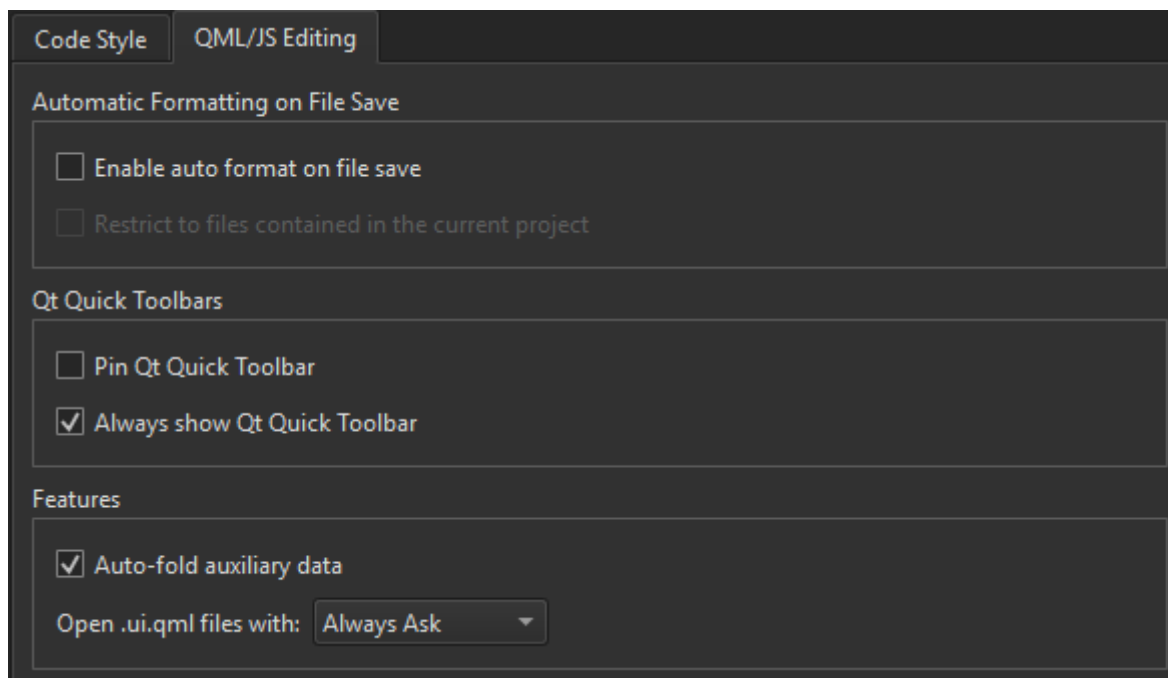 Code Style QML/JS Editing
Automatic Formatting on File Save
Enable auto format on file save
Restrict to files contained in the current project
Qt Quick Toolbars
Pin Qt Quick Toolbar
Always show Qt Quick Toolbar
Features
Auto-fold auxiliary data
Open .ui.qml files with: Always Ask